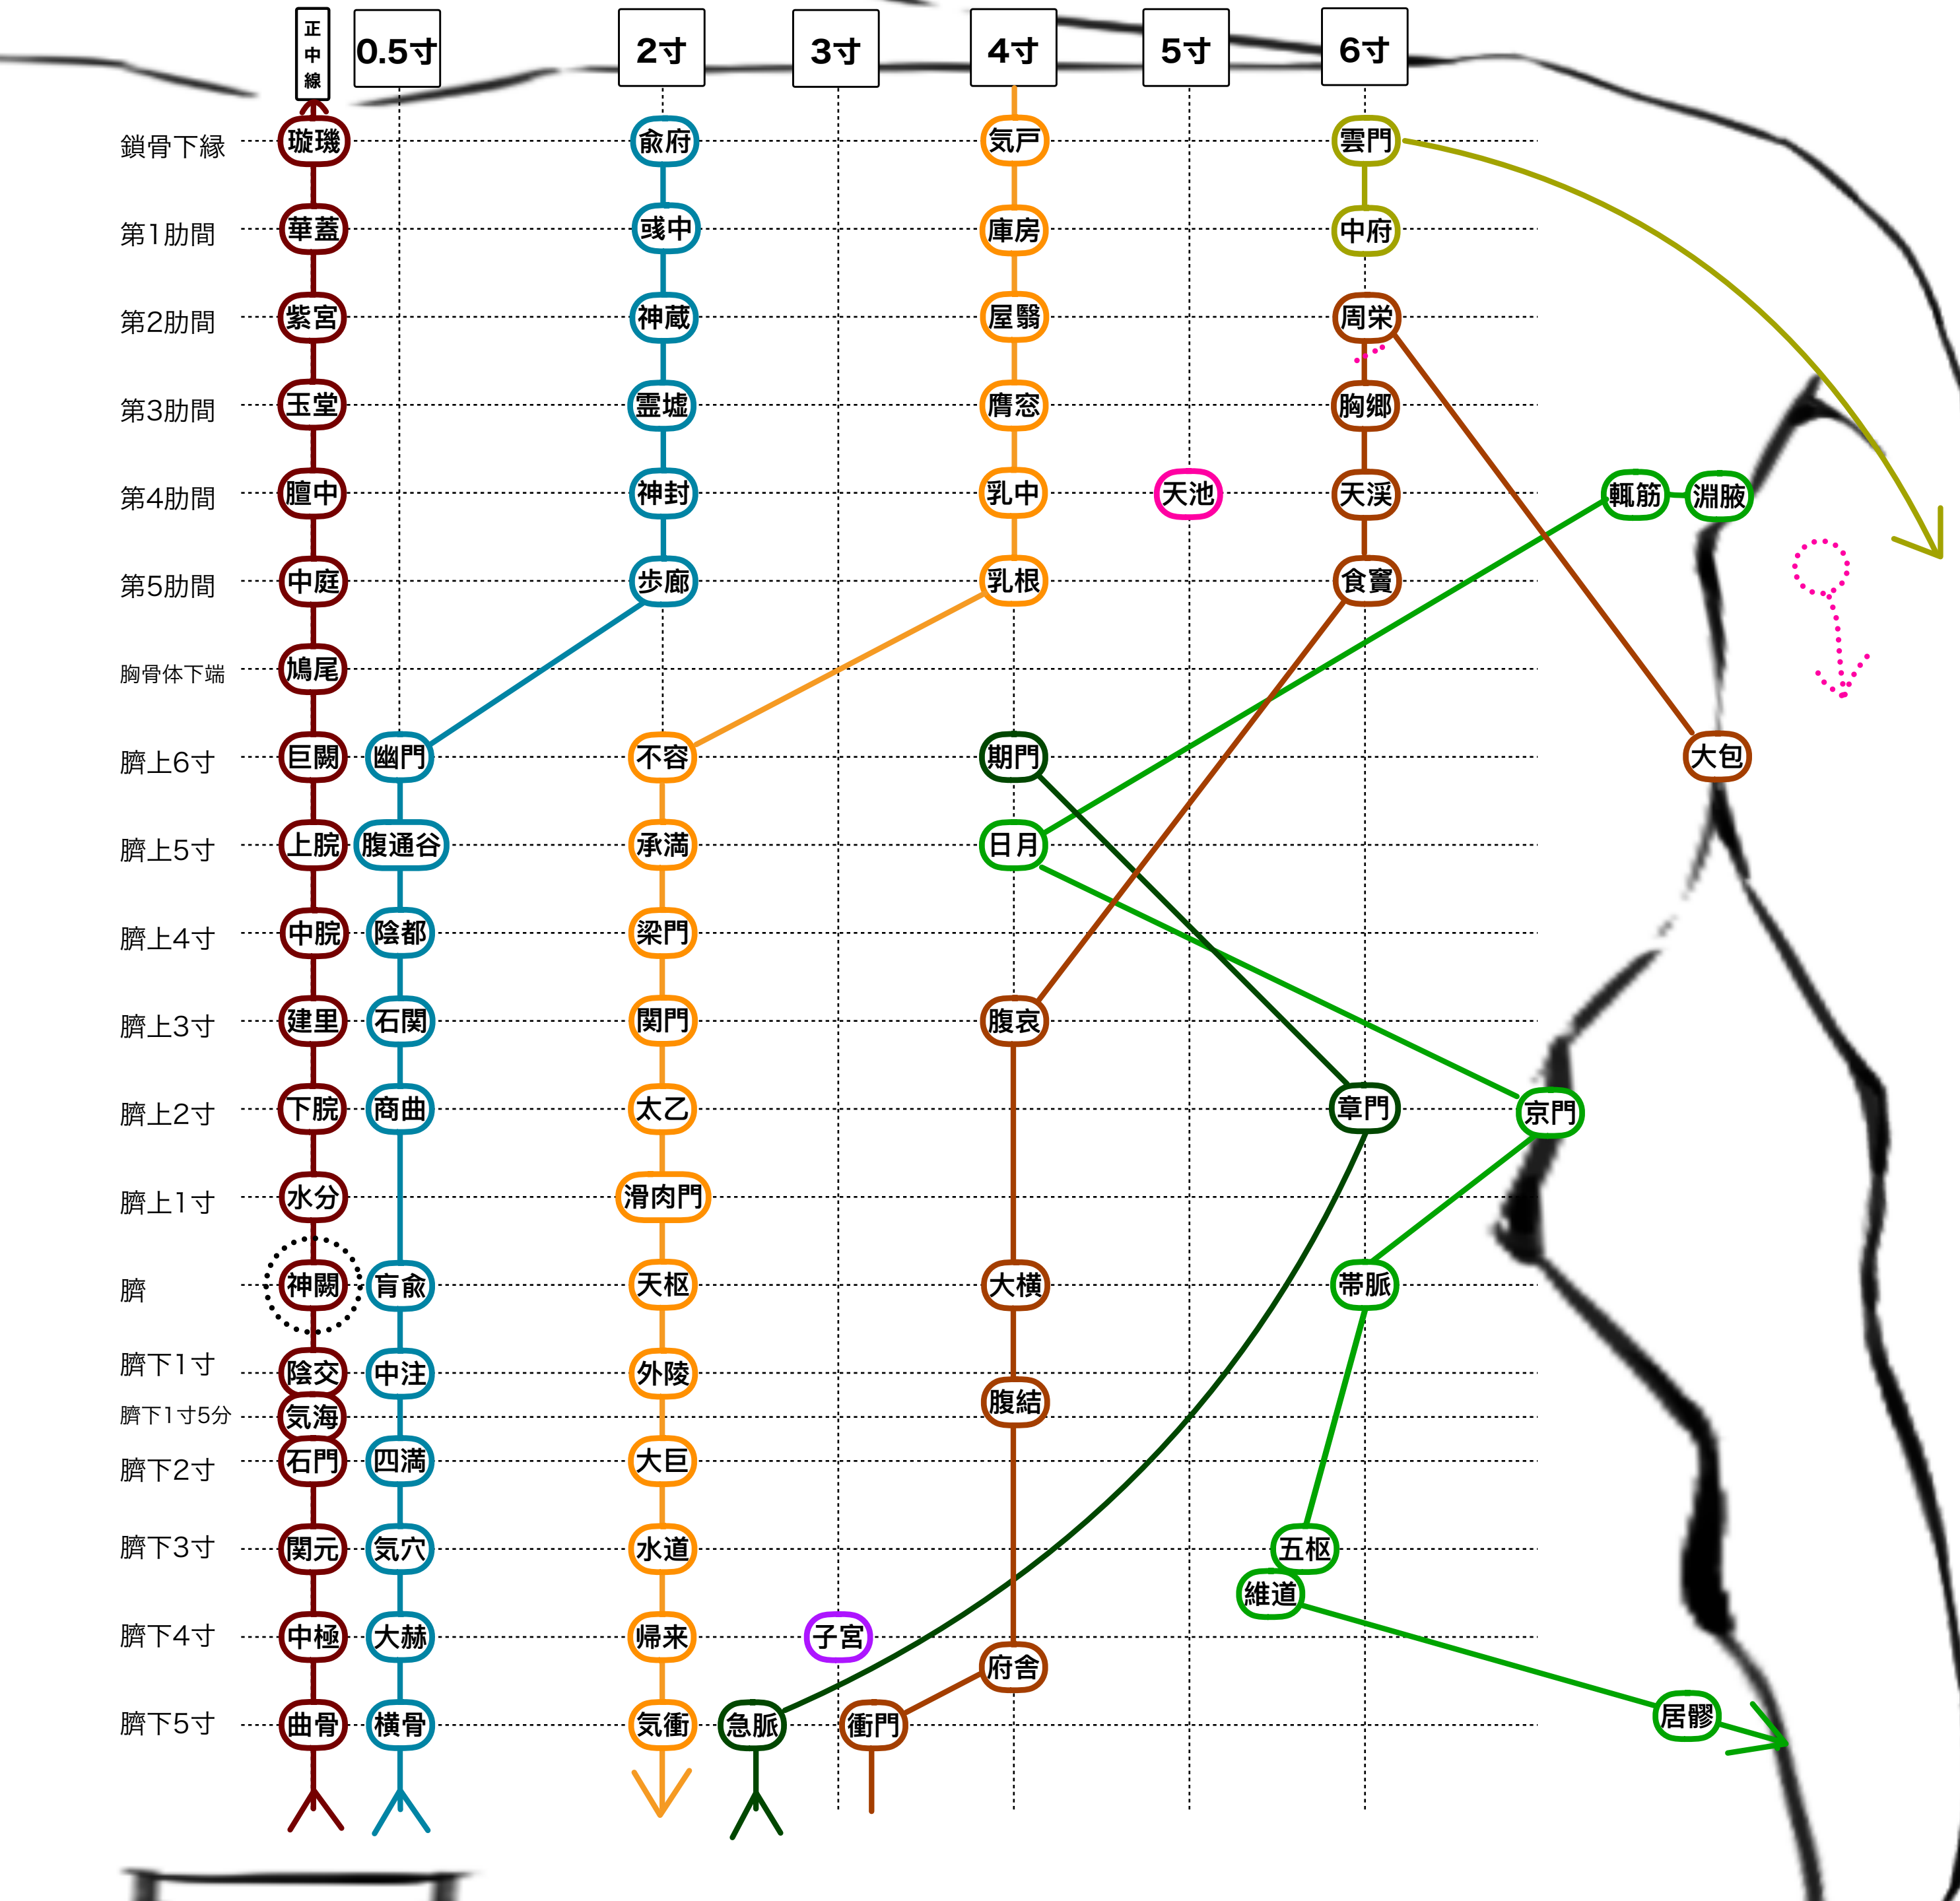 正中線 0.5寸 2寸 3寸 4寸 5寸 6寸
鎖骨下縁 璇璣 兪府 気戸 雲門
第1肋間 華蓋 彧中 庫房 中府
第2肋間 紫宮 神蔵 屋翳 周栄
第3肋間 玉堂 霊墟 膺窓 胸郷
第4肋間 膻中 神封 乳中 天池 天渓 輒筋 淵腋
第5肋間 中庭 歩廊 乳根 食竇
胸骨体下端 鳩尾
臍上6寸 巨闕 幽門 不容 期門 大包
臍上5寸 上脘 腹通谷 承満 日月
臍上4寸 中脘 陰都 梁門
臍上3寸 建里 石関 関門 腹哀
臍上2寸 下脘 商曲 太乙 章門 京門
臍上1寸 水分 滑肉門
臍 神闕 肓兪 天枢 大横 帯脈
臍下1寸 陰交 中注 外陵
腹結
臍下1寸5分 気海
臍下2寸 石門 四満 大巨
臍下3寸 関元 気穴 水道 五枢
維道
臍下4寸 中極 大赫 帰来 子宮
府舎
臍下5寸 曲骨 横骨 気衝 急脈 衝門 居髎